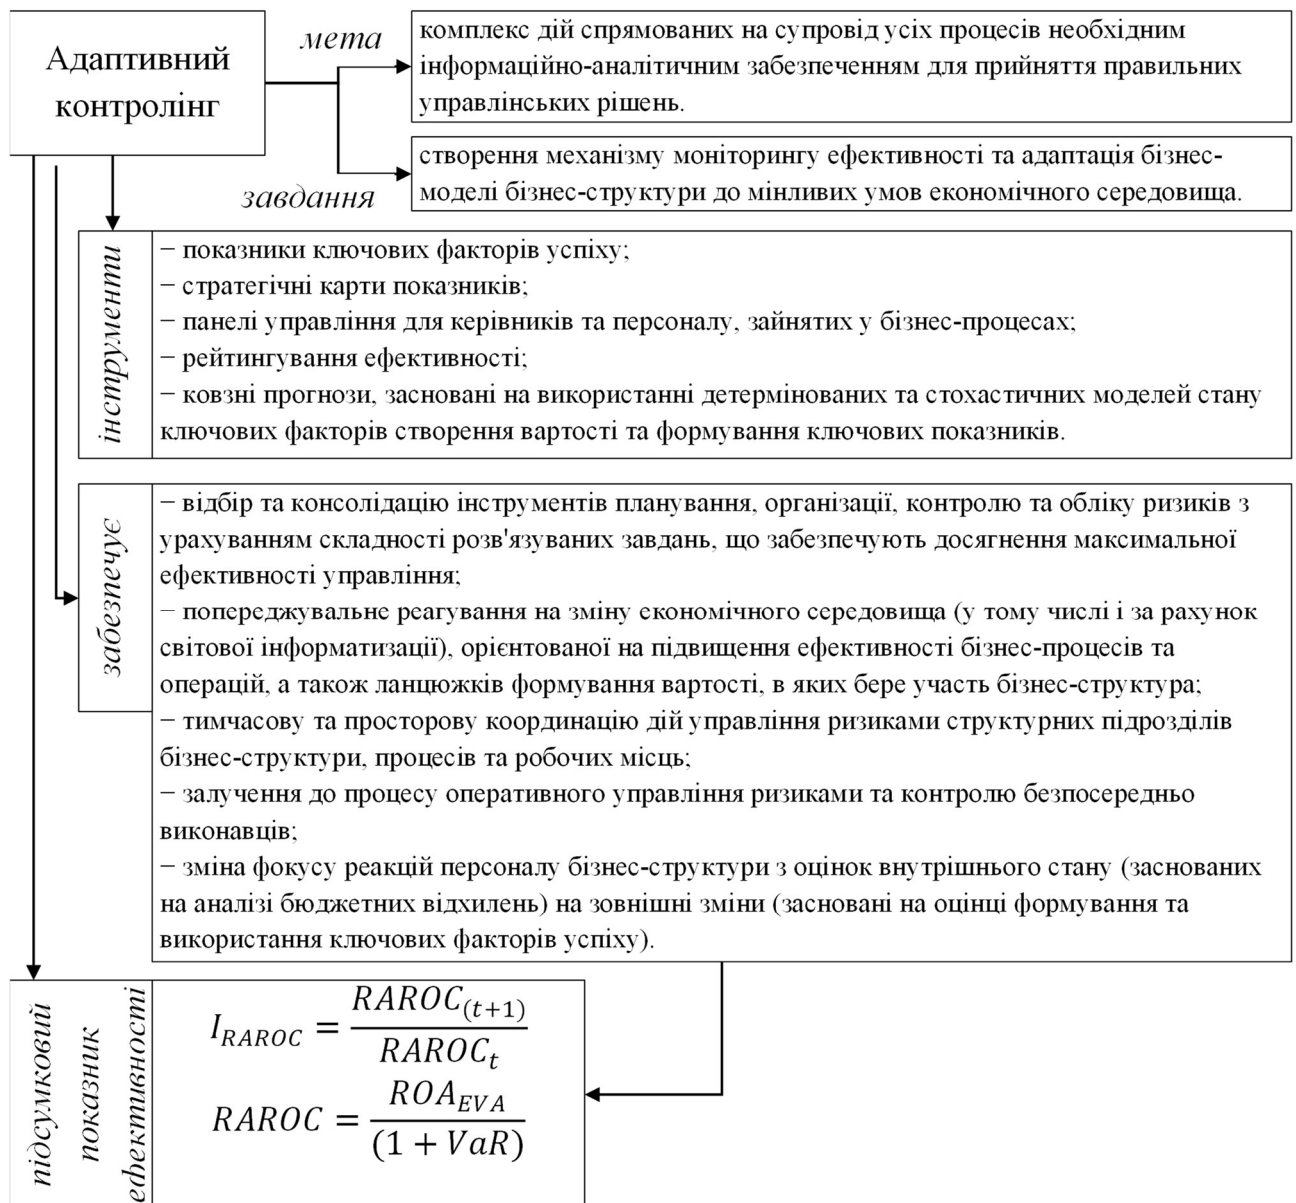 Адаптивний
контролінг
мета
комплекс дій спрямованих на супровід усіх процесів необхідним
інформаційно-аналітичним забезпеченням для прийняття правильних
управлінських рішень.
завдання
створення механізму моніторингу ефективності та адаптація бізнес-
моделі бізнес-структури до мінливих умов економічного середовища.
інструменти
− показники ключових факторів успіху;
− стратегічні карти показників;
− панелі управління для керівників та персоналу, зайнятих у бізнес-процесах;
− рейтингування ефективності;
− ковзні прогнози, засновані на використанні детермінованих та стохастичних моделей стану
ключових факторів створення вартості та формування ключових показників.
забезпечує
− відбір та консолідацію інструментів планування, організації, контролю та обліку ризиків з
урахуванням складності розв'язуваних завдань, що забезпечують досягнення максимальної
ефективності управління;
− попереджувальне реагування на зміну економічного середовища (у тому числі і за рахунок
світової інформатизації), орієнтованої на підвищення ефективності бізнес-процесів та
операцій, а також ланцюжків формування вартості, в яких бере участь бізнес-структура;
− тимчасову та просторову координацію дій управління ризиками структурних підрозділів
бізнес-структури, процесів та робочих місць;
− залучення до процесу оперативного управління ризиками та контролю безпосередньо
виконавців;
− зміна фокусу реакцій персоналу бізнес-структури з оцінок внутрішнього стану (заснованих
на аналізі бюджетних відхилень) на зовнішні зміни (засновані на оцінці формування та
використання ключових факторів успіху).
підсумковий
показник
ефективності
I_{RAROC} = \frac{RAROC_{(t+1)}}{RAROC_t}
RAROC = \frac{ROA_{EVA}}{(1 + VaR)}